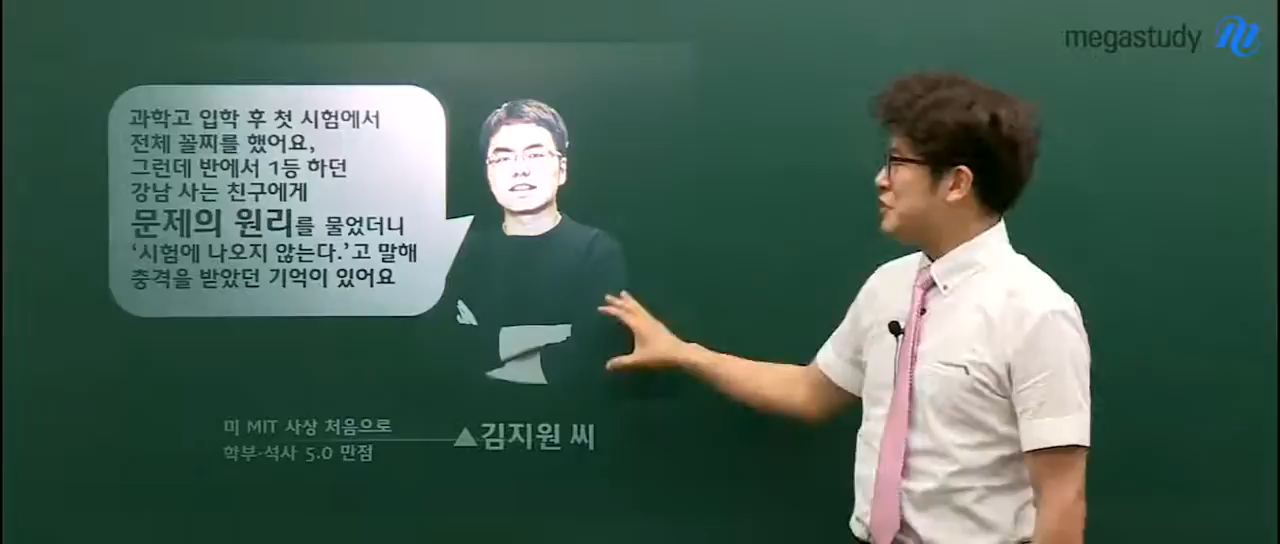 megastudy
과학고 입학 후 첫 시험에서
전체 꼴찌를 했어요,
그런데 반에서 1등 하던
강남 사는 친구에게
문제의 원리를 물었더니
‘시험에 나오지 않는다.’고 말해
충격을 받았던 기억이 있어요
미 MIT 사상 처음으로
학부·석사 5.0 만점
▲김지원 씨